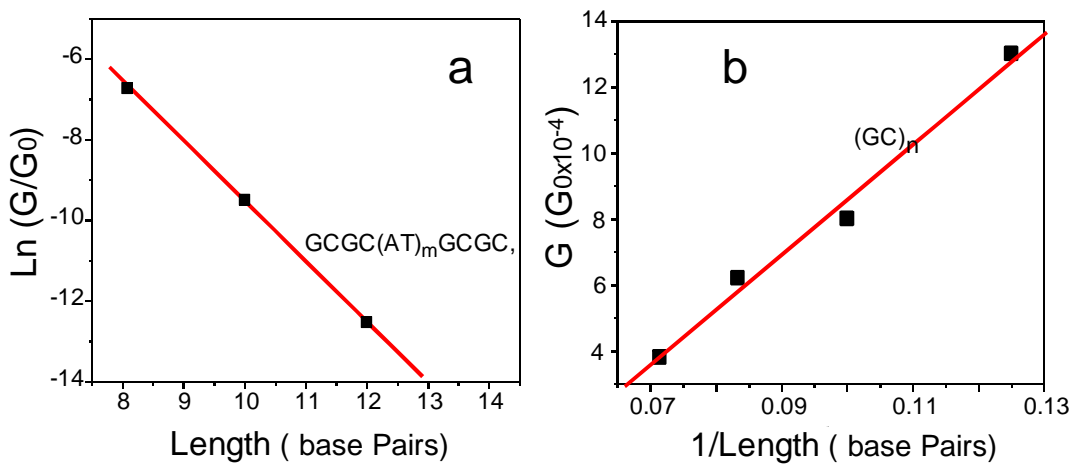 a
Ln (G/G0)
-6
-8
-10
-12
-14
GCGC(AT)mGCGC,
8 9 10 11 12 13 14
Length ( base Pairs)
b
G (G0x10-4)
14
12
10
8
6
4
(GC)n
0.07 0.09 0.11 0.13
1/Length ( base Pairs)